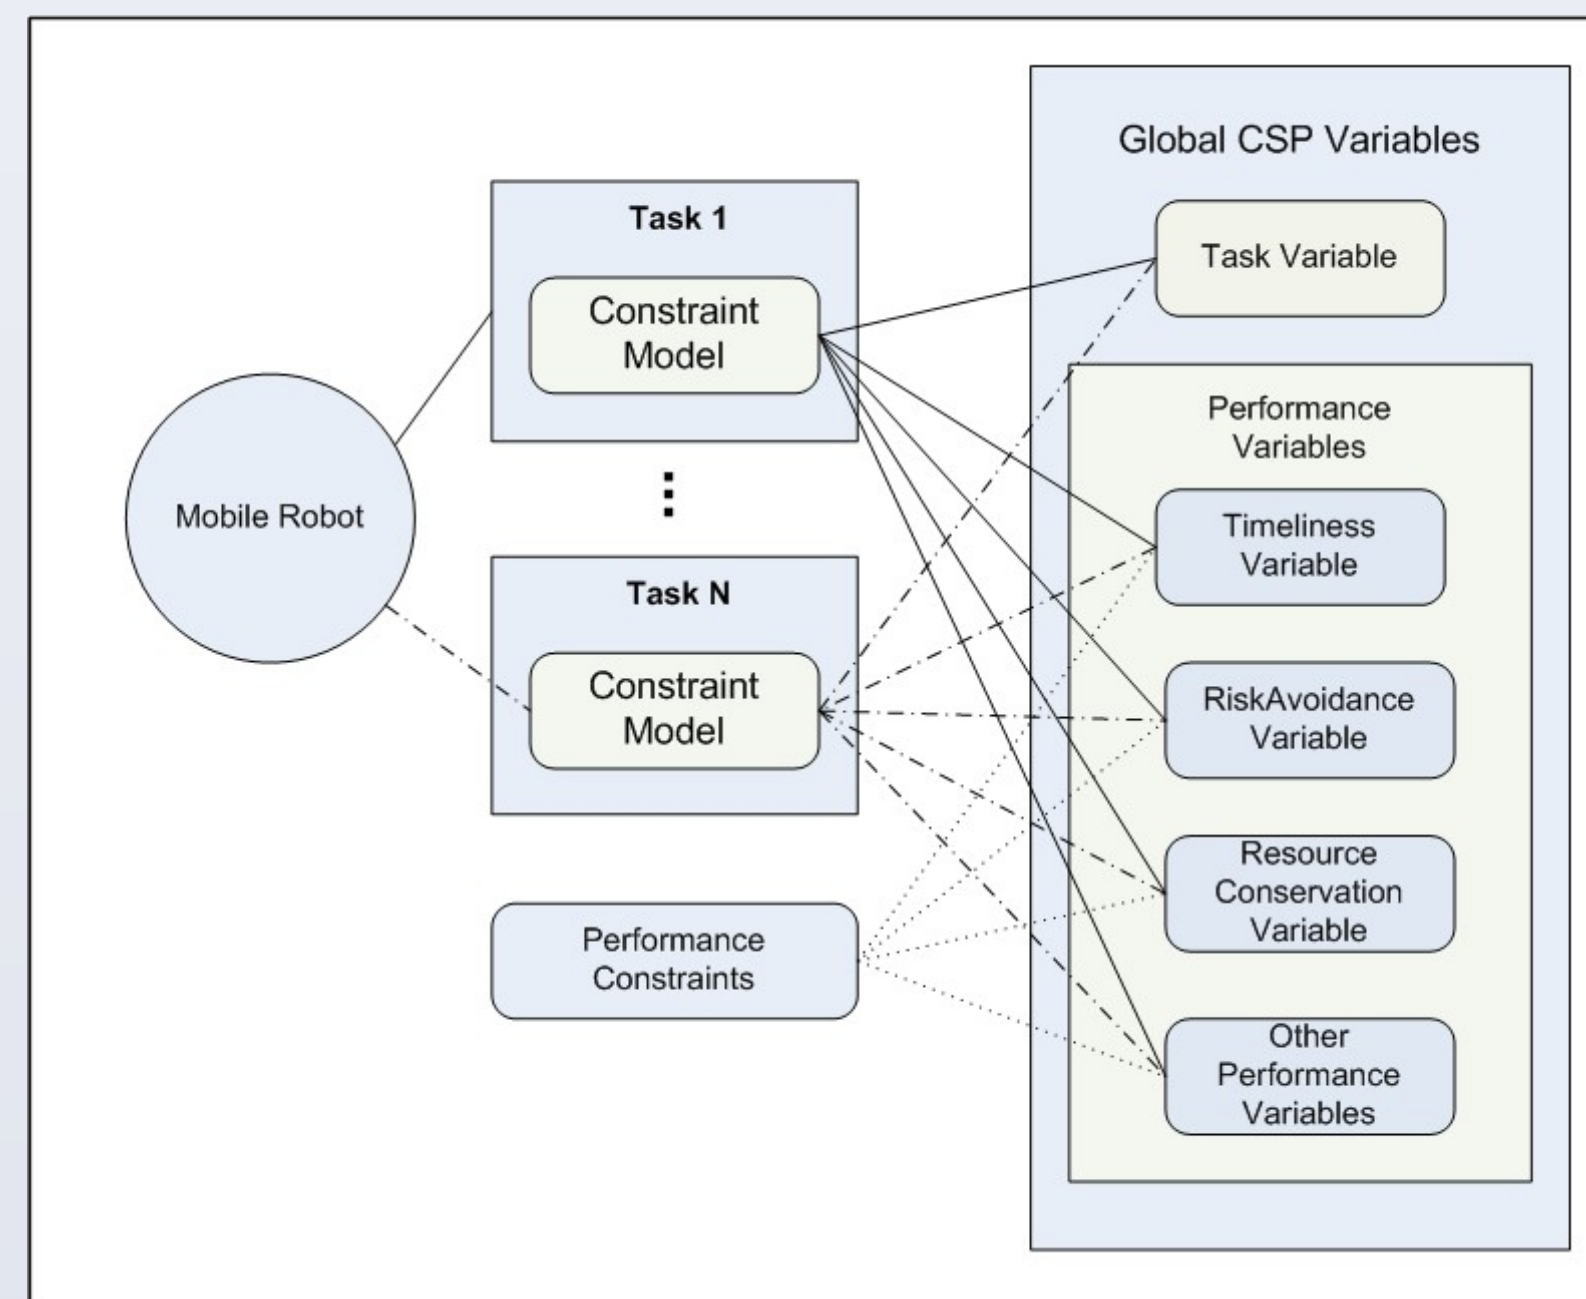 Global CSP Variables
Task 1
Task Variable
Constraint
Model
Performance
Variables
Mobile Robot
Timeliness
Variable
Task N
Constraint
Model
RiskAvoidance
Variable
Resource
Conservation
Variable
Performance
Constraints
Other
Performance
Variables